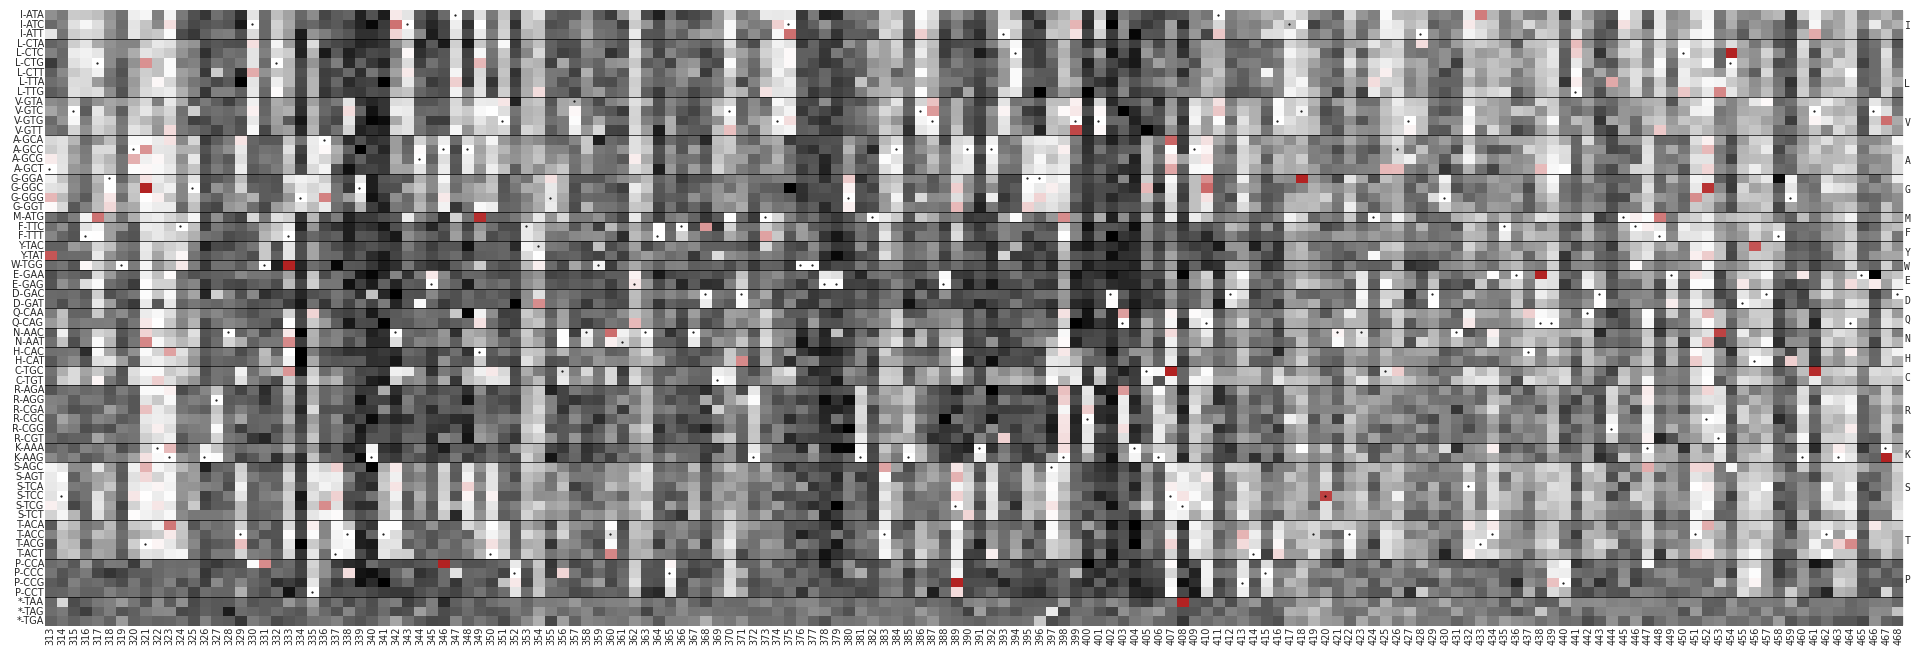 I-ATA
I-ATC
I-ATT
L-CTA
L-CTC
L-CTG
L-CTT
L-TTA
L-TTG
V-GTA
V-GTC
V-GTG
V-GTT
A-GCA
A-GCC
A-GCG
A-GCT
G-GGA
G-GGC
G-GGG
G-GGT
M-ATG
F-TTC
F-TTT
Y-TAC
Y-TAT
W-TGG
E-GAA
E-GAG
D-GAC
D-GAT
Q-CAA
Q-CAG
N-AAC
N-AAT
H-CAC
H-CAT
C-TGC
C-TGT
R-AGA
R-AGG
R-CGA
R-CGC
R-CGG
R-CGT
K-AAA
K-AAG
S-AGC
S-AGT
S-TCA
S-TCC
S-TCG
S-TCT
T-ACA
T-ACC
T-ACG
T-ACT
P-CCA
P-CCC
P-CCG
P-CCT
*-TAA
*-TAG
*-TGA
I
L
V
A
G
M
F
Y
W
E
D
Q
N
H
C
R
K
S
T
P
313 314 315 316 317 318 319 320 321 322 323 324 325 326 327 328 329 330 331 332 333 334 335 336 337 338 339 340 341 342 343 344 345 346 347 348 349 350 351 352 353 354 355 356 357 358 359 360 361 362 363 364 365 366 367 368 369 370 371 372 373 374 375 376 377 378 379 380 381 382 383 384 385 386 387 388 389 390 391 392 393 394 395 396 397 398 399 400 401 402 403 404 405 406 407 408 409 410 411 412 413 414 415 416 417 418 419 420 421 422 423 424 425 426 427 428 429 430 431 432 433 434 435 436 437 438 439 440 441 442 443 444 445 446 447 448 449 450 451 452 453 454 455 456 457 458 459 460 461 462 463 464 465 466 467 468